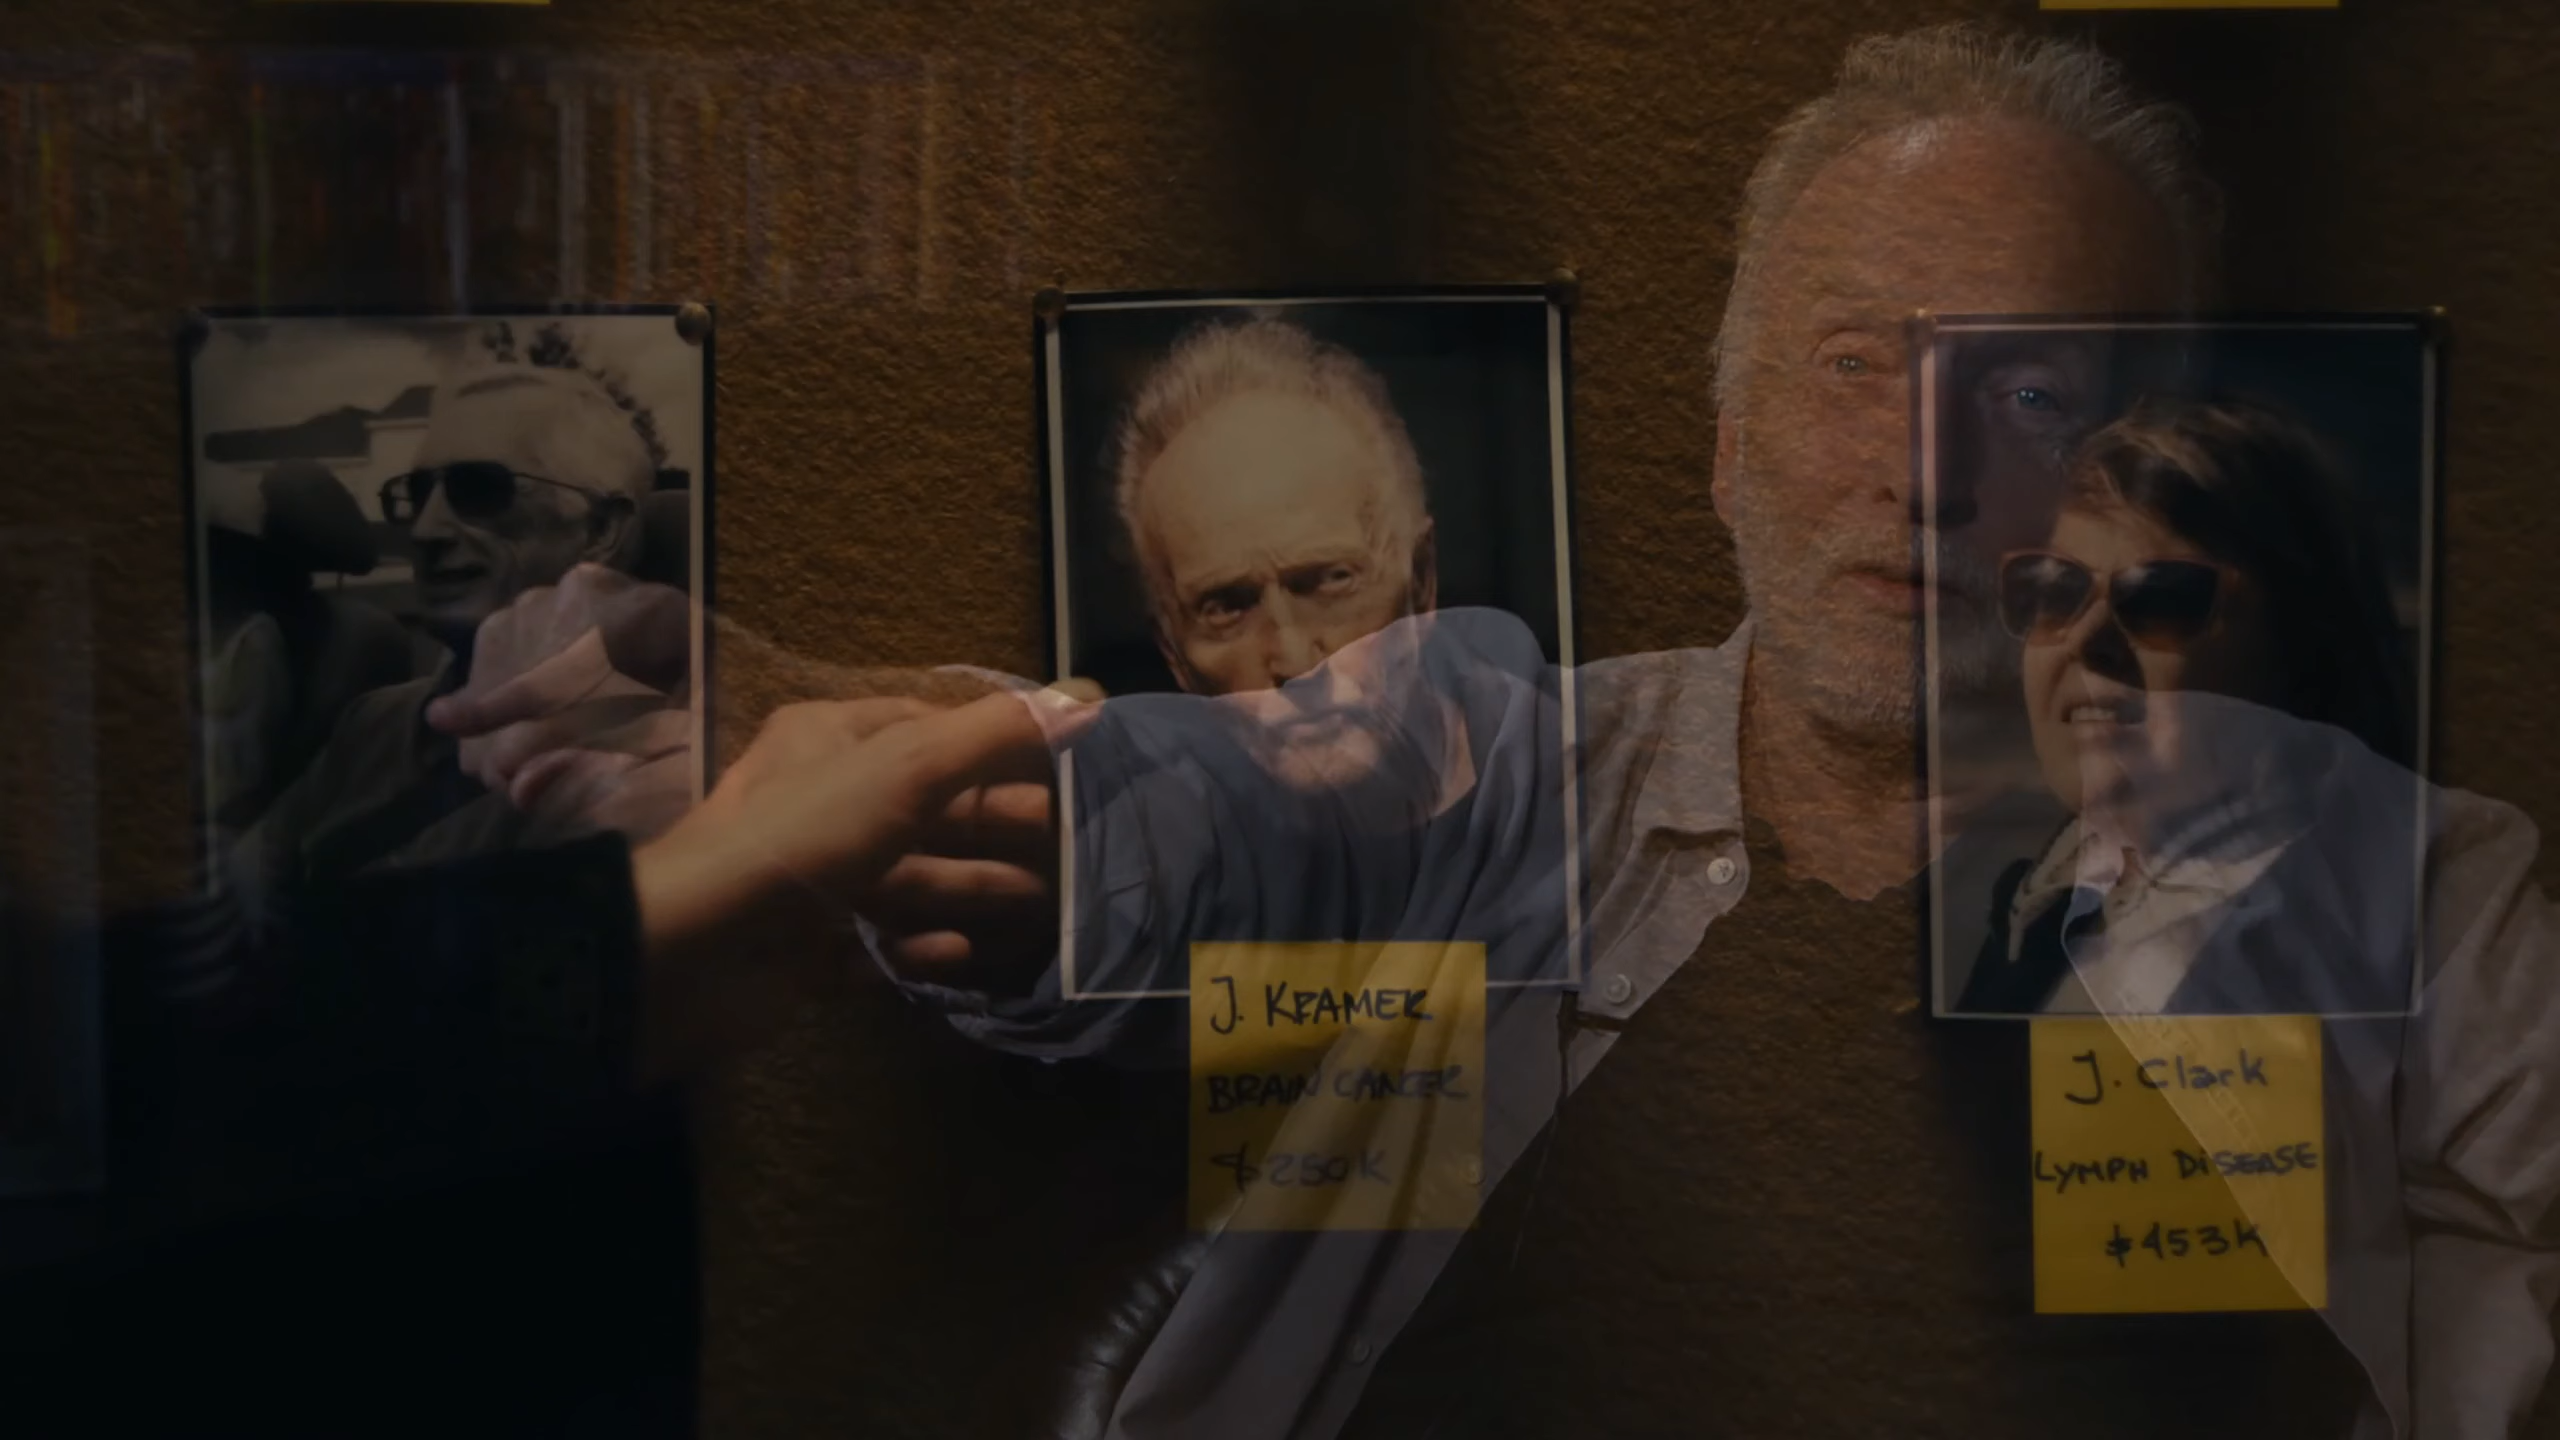 J. KRAMER
BRAIN CANCER
$250K
J. Clark
LYMPH DISEASE
$453K